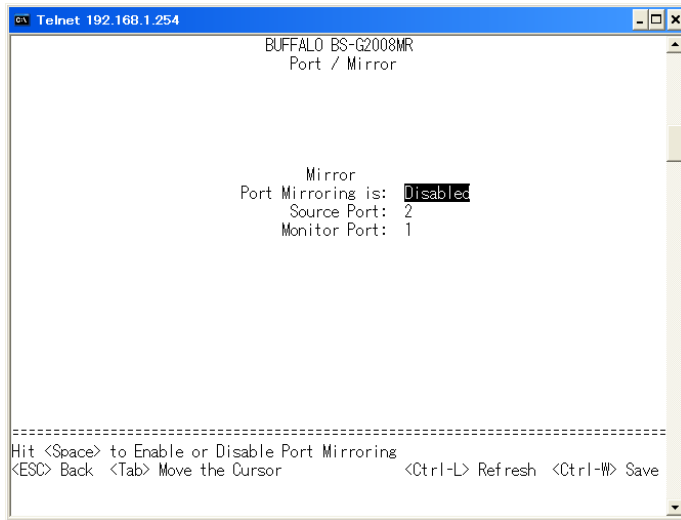 Telnet 192.168.1.254
BUFFALO BS-G2008MR
Port / Mirror
Mirror
Port Mirroring is: Disabled
Source Port: 2
Monitor Port: 1
================================================================================
Hit <Space> to Enable or Disable Port Mirroring
<ESC> Back <Tab> Move the Cursor <Ctrl-L> Refresh <Ctrl-W> Save